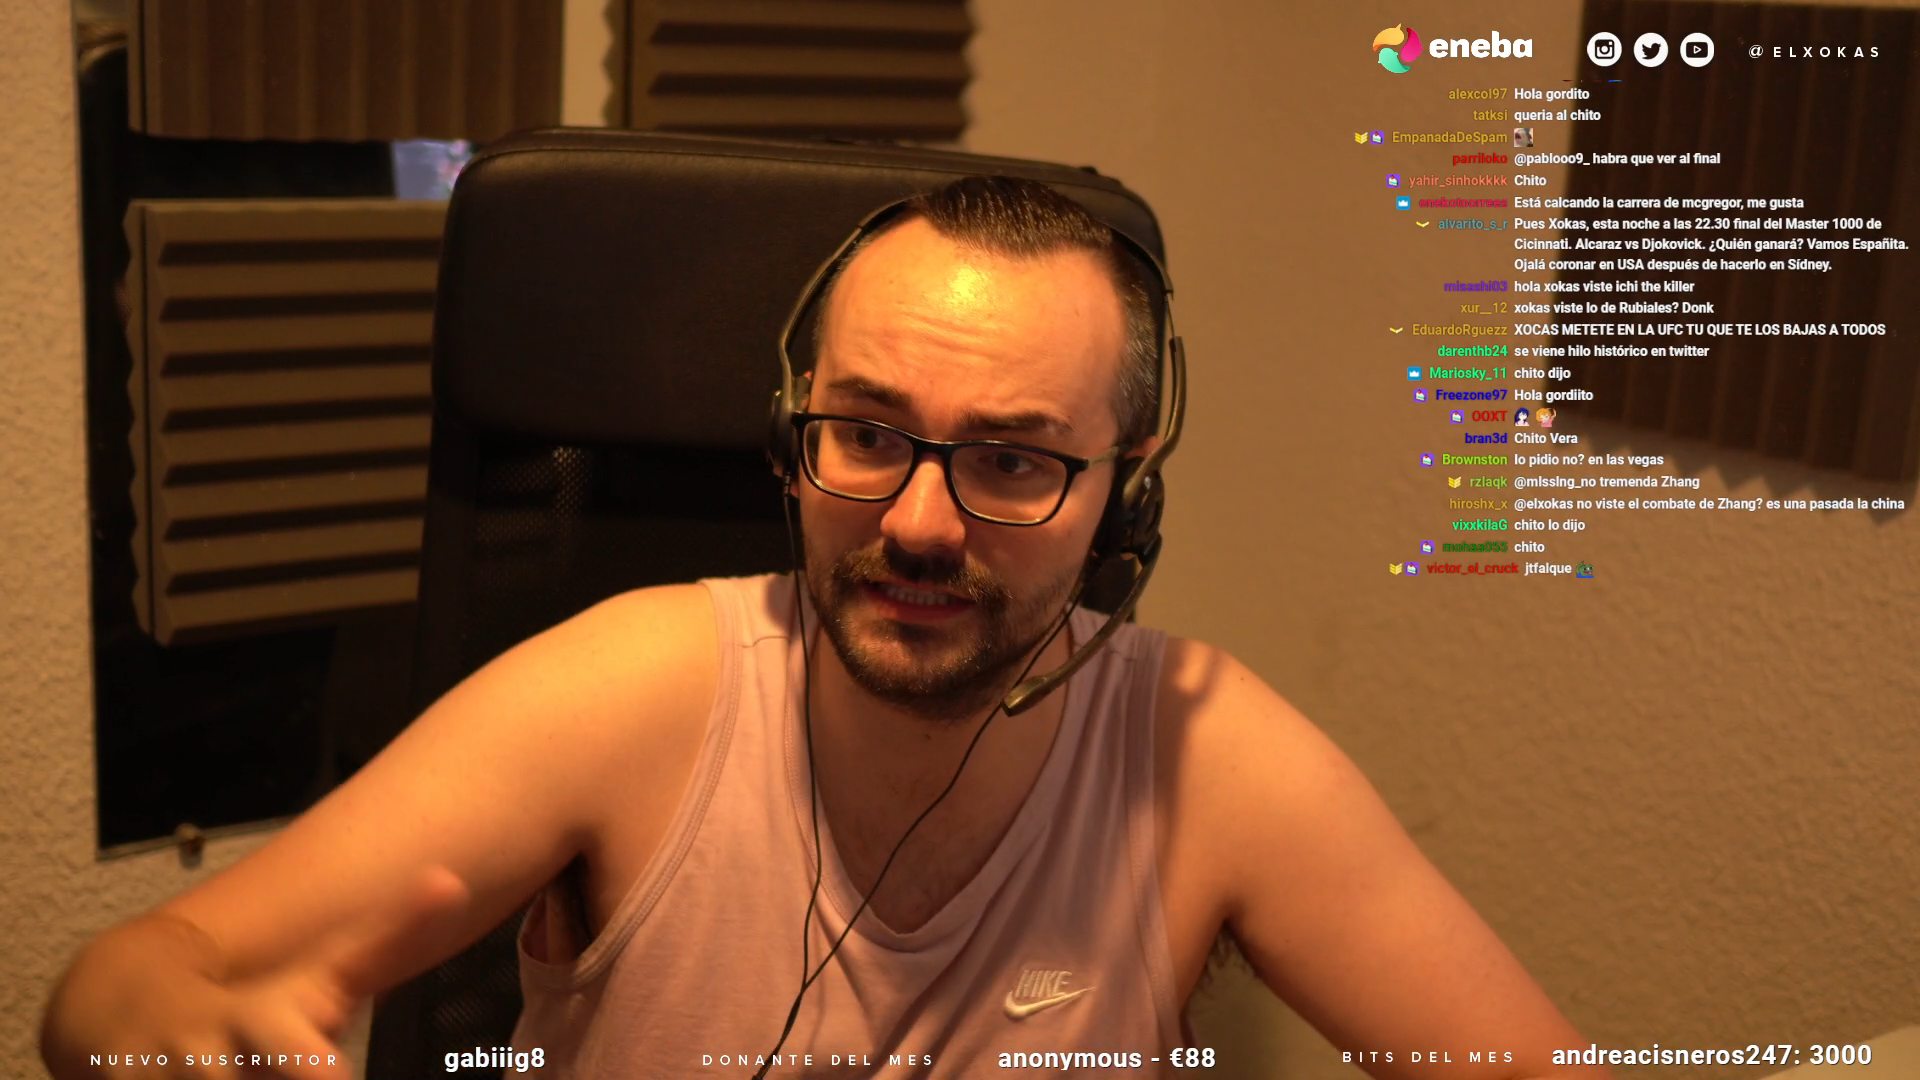 eneba
@ELXOKAS
alexcol97 Hola gordito
tatksi queria al chito
EmpanadaDeSpam
parriloko @pablooo9_ habra que ver al final
yahir_sinhokkkk Chito
Está calcando la carrera de mcgregor, me gusta
alvarito_s_r Pues Xokas, esta noche a las 22.30 final del Master 1000 de
Cicinnati. Alcaraz vs Djokovick. ¿Quién ganará? Vamos Españita.
Ojalá coronar en USA después de hacerlo en Sídney.
misashi03 hola xokas viste ichi the killer
xur__12 xokas viste lo de Rubiales? Donk
EduardoRguezz XOCAS METETE EN LA UFC TU QUE TE LOS BAJAS A TODOS
darenthb24 se viene hilo histórico en twitter
Mariosky_11 chito dijo
Freezone97 Hola gordiito
OOXT
bran3d Chito Vera
Brownston lo pidio no? en las vegas
rzlaqk @mlsslng_no tremenda Zhang
hiroshx_x @elxokas no viste el combate de Zhang? es una pasada la china
vixxkilaG chito lo dijo
chito
victor_el_cruck jtfalque
NIKE
NUEVO SUSCRIPTOR gabiiig8 DONANTE DEL MES anonymous - €88 BITS DEL MES andreacisneros247: 3000